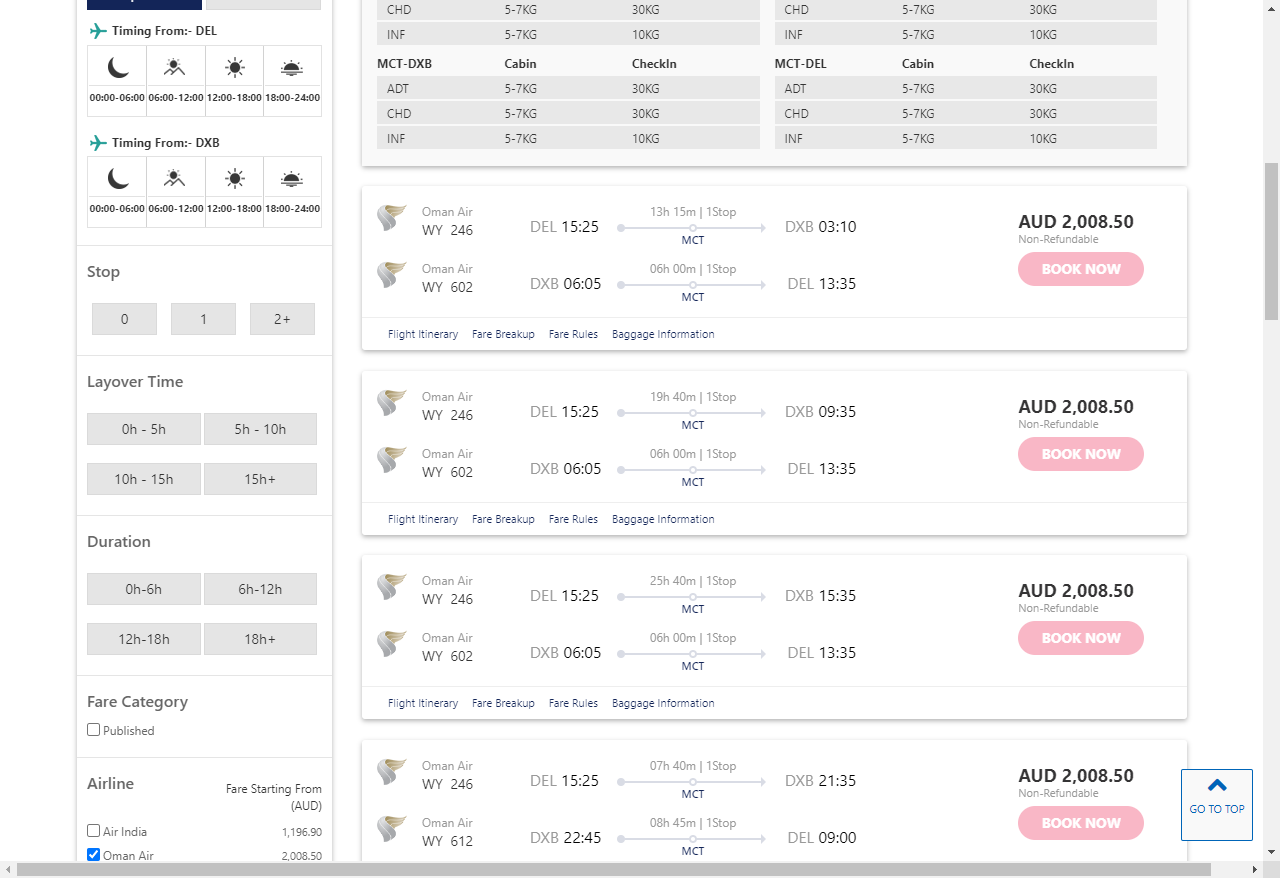 Timing From:- DEL
00:00-06:00 06:00-12:00 12:00-18:00 18:00-24:00
Timing From:- DXB
00:00-06:00 06:00-12:00 12:00-18:00 18:00-24:00
Stop
0 1 2+
Layover Time
0h - 5h 5h - 10h
10h - 15h 15h+
Duration
0h-6h 6h-12h
12h-18h 18h+
Fare Category
Published
Airline Fare Starting From (AUD)
Air India 1,196.90
Oman Air 2,008.50
CHD 5-7KG 30KG CHD 5-7KG 30KG
INF 5-7KG 10KG INF 5-7KG 10KG
MCT-DXB Cabin CheckIn MCT-DEL Cabin CheckIn
ADT 5-7KG 30KG ADT 5-7KG 30KG
CHD 5-7KG 30KG CHD 5-7KG 30KG
INF 5-7KG 10KG INF 5-7KG 10KG
Oman Air 13h 15m | 1Stop
WY 246 DEL 15:25 MCT DXB 03:10
AUD 2,008.50
Non-Refundable
BOOK NOW
Oman Air 06h 00m | 1Stop
WY 602 DXB 06:05 MCT DEL 13:35
Flight Itinerary Fare Breakup Fare Rules Baggage Information
Oman Air 19h 40m | 1Stop
WY 246 DEL 15:25 MCT DXB 09:35
AUD 2,008.50
Non-Refundable
BOOK NOW
Oman Air 06h 00m | 1Stop
WY 602 DXB 06:05 MCT DEL 13:35
Flight Itinerary Fare Breakup Fare Rules Baggage Information
Oman Air 25h 40m | 1Stop
WY 246 DEL 15:25 MCT DXB 15:35
AUD 2,008.50
Non-Refundable
BOOK NOW
Oman Air 06h 00m | 1Stop
WY 602 DXB 06:05 MCT DEL 13:35
Flight Itinerary Fare Breakup Fare Rules Baggage Information
Oman Air 07h 40m | 1Stop
WY 246 DEL 15:25 MCT DXB 21:35
AUD 2,008.50
Non-Refundable
BOOK NOW
Oman Air 08h 45m | 1Stop
WY 612 DXB 22:45 MCT DEL 09:00
GO TO TOP